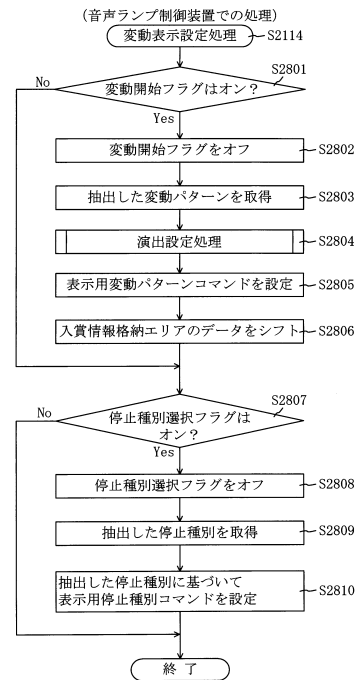 (音声ランプ制御装置での処理)
変動表示設定処理
S2114
S2801
No
変動開始フラグはオン？
Yes
変動開始フラグをオフ
S2802
抽出した変動パターンを取得
S2803
演出設定処理
S2804
表示用変動パターンコマンドを設定
S2805
入賞情報格納エリアのデータをシフト
S2806
S2807
No
停止種別選択フラグは
オン？
Yes
停止種別選択フラグをオフ
S2808
抽出した停止種別を取得
S2809
抽出した停止種別に基づいて
表示用停止種別コマンドを設定
S2810
終了